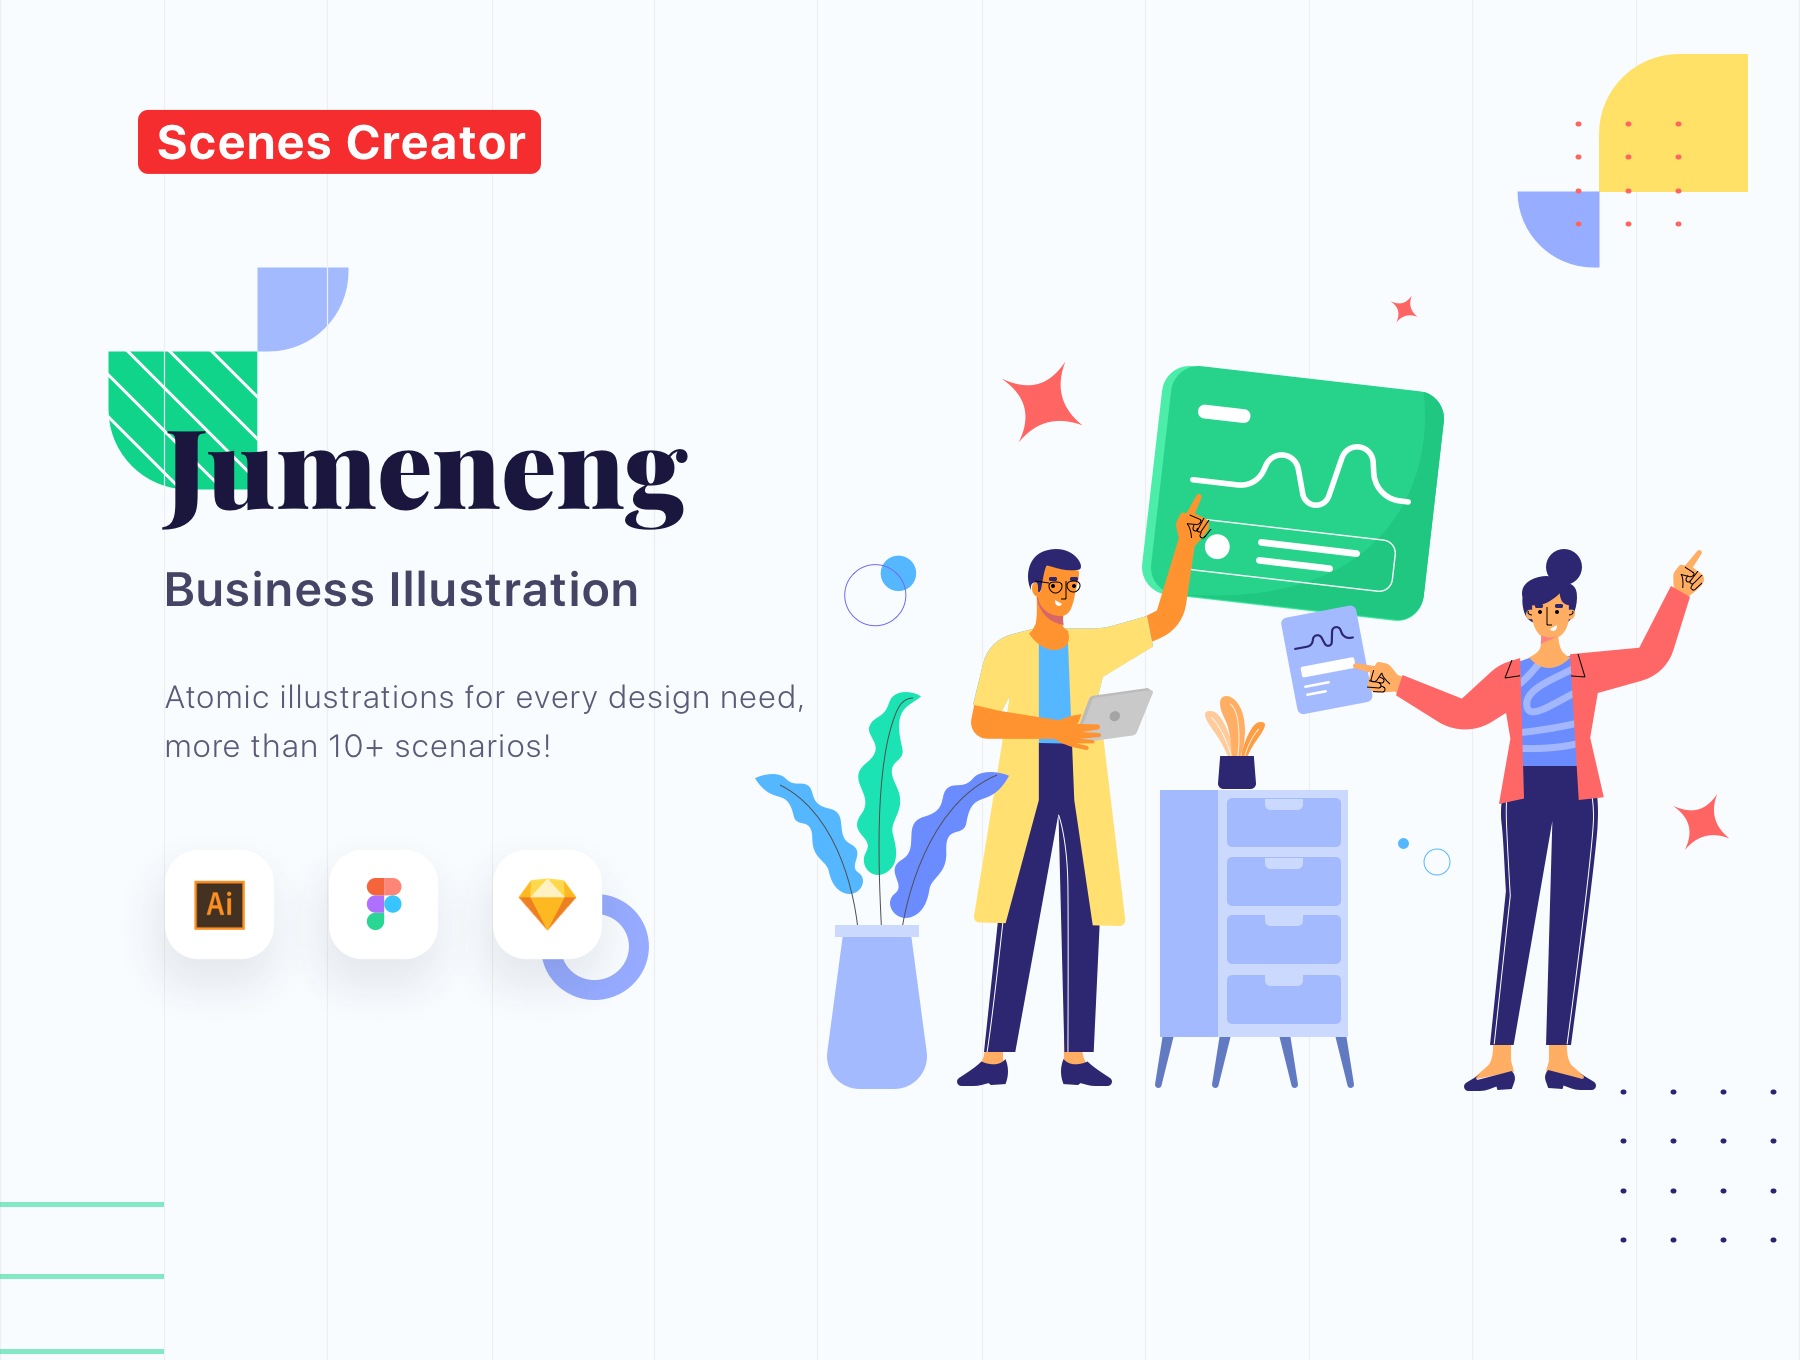 Scenes Creator
Jumeneng
Business Illustration
Atomic illustrations for every design need,
more than 10+ scenarios!
Ai